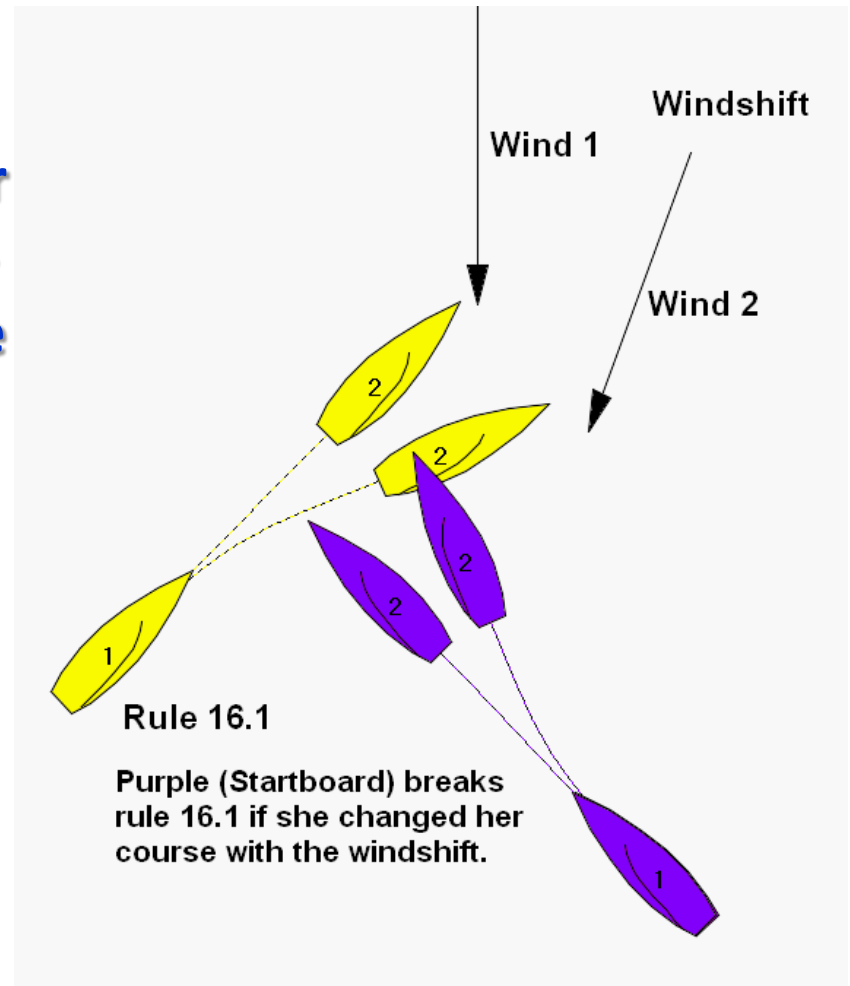 Windshift
Wind 1
Wind 2
2
2
2
2
1
1
Rule 16.1
Purple (Startboard) breaks
rule 16.1 if she changed her
course with the windshift.